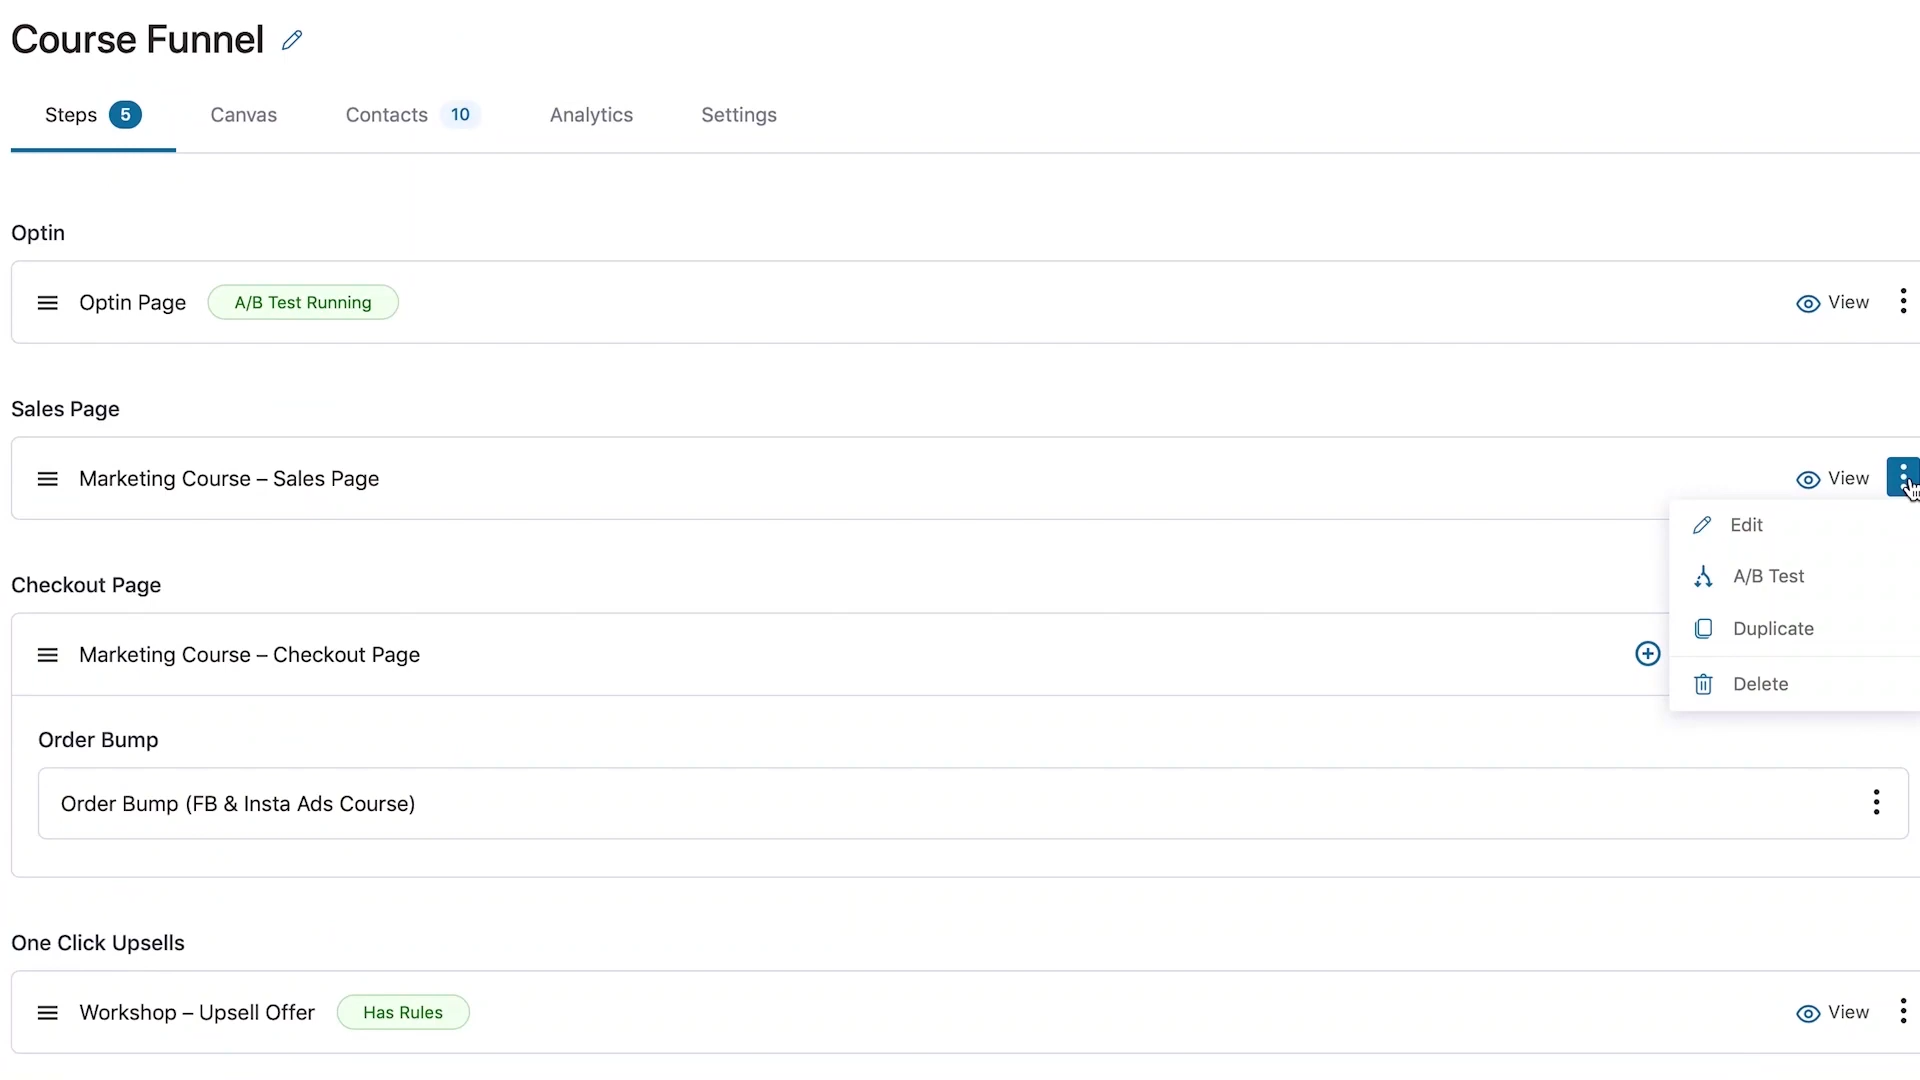 Course Funnel
Steps 5 Canvas Contacts 10 Analytics Settings
Optin
Optin Page A/B Test Running View
Sales Page
Marketing Course – Sales Page View
Edit
A/B Test
Duplicate
Delete
Checkout Page
Marketing Course – Checkout Page
Order Bump
Order Bump (FB & Insta Ads Course)
One Click Upsells
Workshop – Upsell Offer Has Rules View